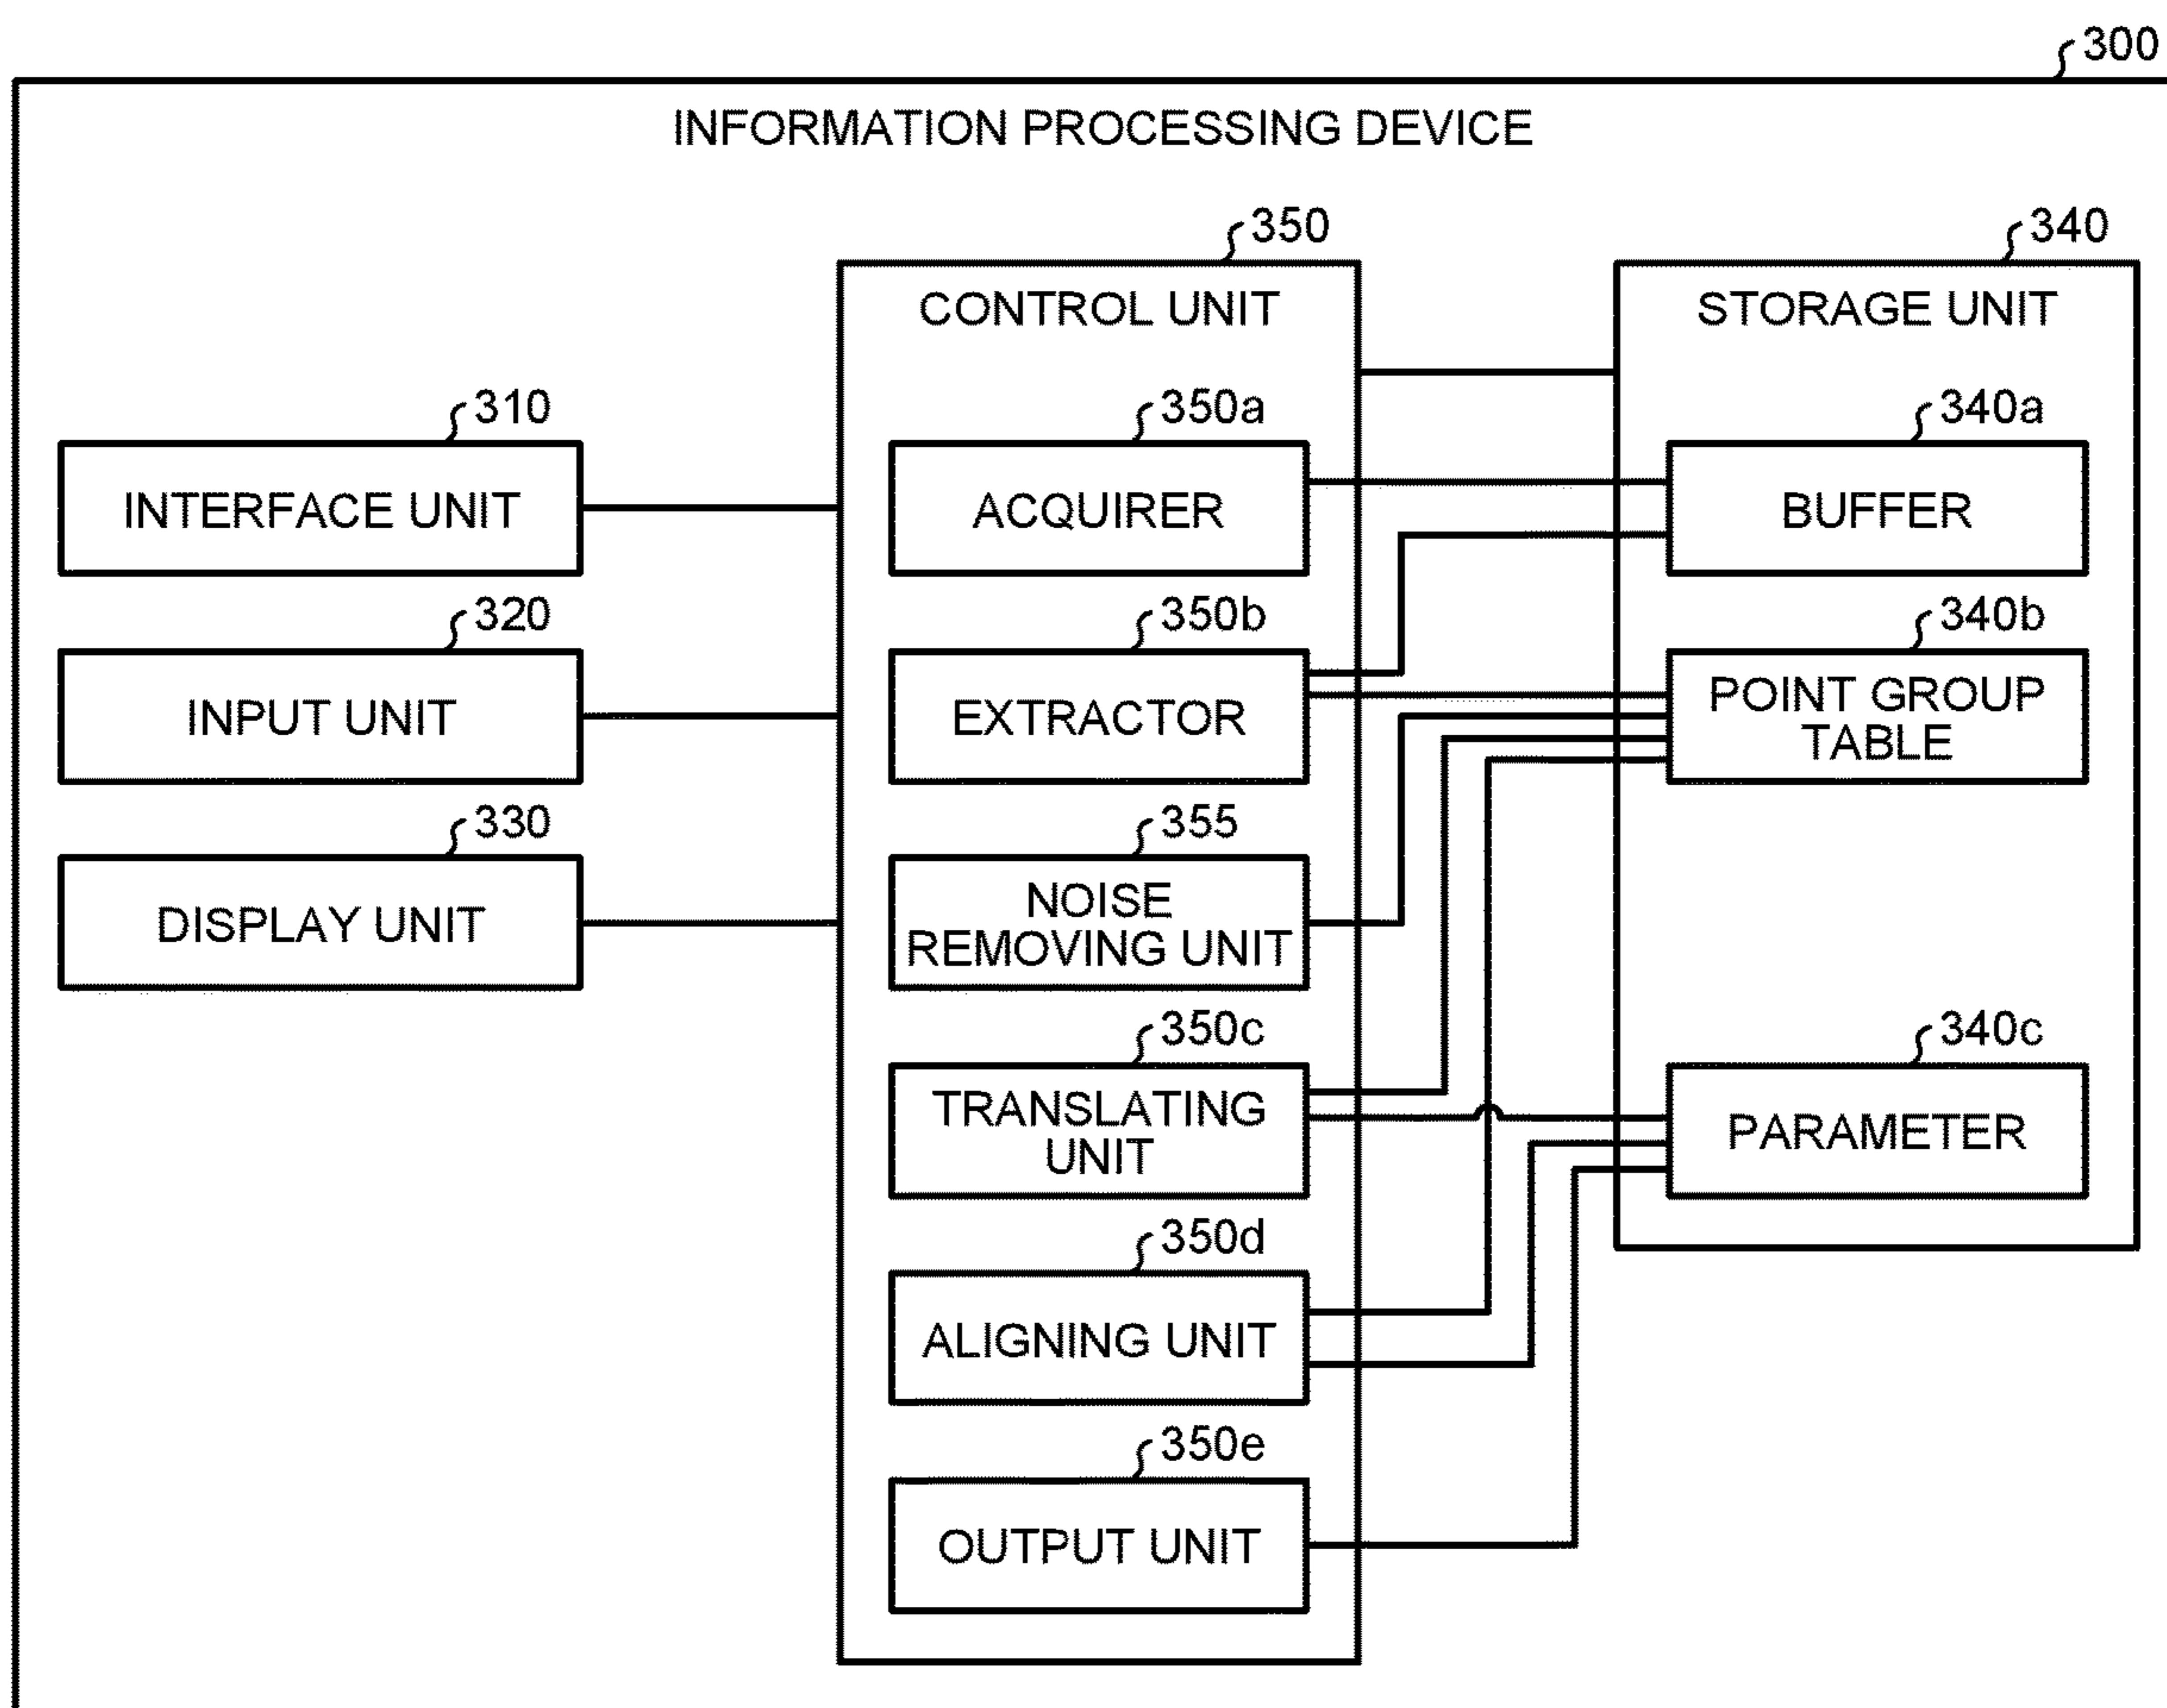 300
INFORMATION PROCESSING DEVICE
350
CONTROL UNIT
340
STORAGE UNIT
310
INTERFACE UNIT
320
INPUT UNIT
330
DISPLAY UNIT
350a
ACQUIRER
350b
EXTRACTOR
355
NOISE
REMOVING UNIT
350c
TRANSLATING
UNIT
350d
ALIGNING UNIT
350e
OUTPUT UNIT
340a
BUFFER
340b
POINT GROUP
TABLE
340c
PARAMETER